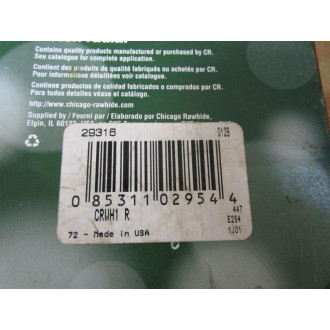 Contains quality products manufactured or purchased by CR.
See catalogue for complete application.
Contient des produits de qualité fabriqués ou achetés par CR.
Pour informations détaillées voir catalogue.
Contiene productos de calidad fabricados o comprados por CR.
Para todos detalles vea el catálogo.
http://www.chicago-rawhide.com
Supplied by / Fourni par / Elaborado por Chicago Rawhide,
Elgin, IL
29316 0128
0 85311 02954 4
CRWH1 R
447
E294
72 - Made in USA
1J01